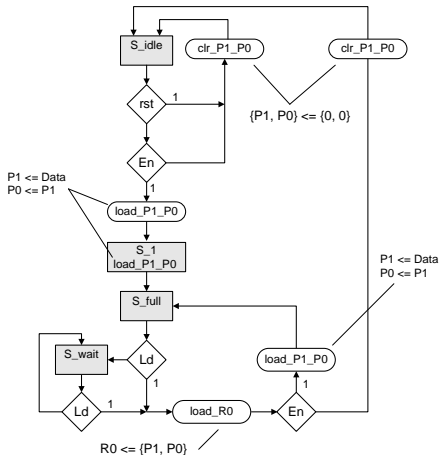 S_idle
clr_P1_P0
clr_P1_P0
rst
1
{P1, P0} <= {0, 0}
En
1
P1 <= Data
P0 <= P1
load_P1_P0
S_1
load_P1_P0
P1 <= Data
P0 <= P1
S_full
S_wait
Ld
load_P1_P0
1
1
Ld
1
load_R0
En
R0 <= {P1, P0}